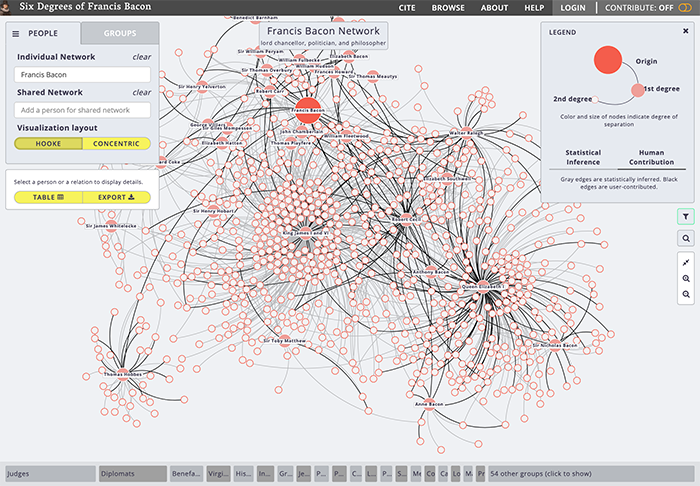 Six Degrees of Francis Bacon
CITE
BROWSE
ABOUT
HELP
LOGIN
CONTRIBUTE: OFF
PEOPLE
GROUPS
Individual Network
clear
Francis Bacon
Shared Network
clear
Add a person for shared network
Visualization layout
HOOKE
CONCENTRIC
Select a person or a relation to display details.
TABLE
EXPORT
Francis Bacon Network
lord chancellor, politician, and philosopher
LEGEND
Origin
1st degree
2nd degree
Color and size of nodes indicate degree of
separation
Statistical
Inference
Human
Contribution
Gray edges are statistically inferred. Black
edges are user-contributed.
Benedict Barnham
Sir William Peryam
Elizabeth Bacon
William Fulbecke
William Hudson
Sir Thomas Overbury
Frances Howard
Sir Thomas Meautys
Sir Henry Yelverton
Robert Carr
Francis Bacon
George Villiers
Sir Giles Mompesson
John Chamberlain
William Fleetwood
Walter Ralegh
Elizabeth Hatton
Thomas Playfere
ard Coke
Elizabeth Southwell
Sir Henry Hobart
Robert Cecil
Sir James Whitelocke
King James I and VI
Anthony Bacon
Queen Elizabeth I
Sir Toby Matthew
Sir Nicholas Bacon
Thomas Hobbes
Anne Bacon
Judges
Diplomats
Benefa...
Virgi...
His...
In...
Gr...
Je...
P...
P...
C...
L...
P...
S...
Me
Co
Ca
Lo
Ma
Pr
54 other groups (click to show)